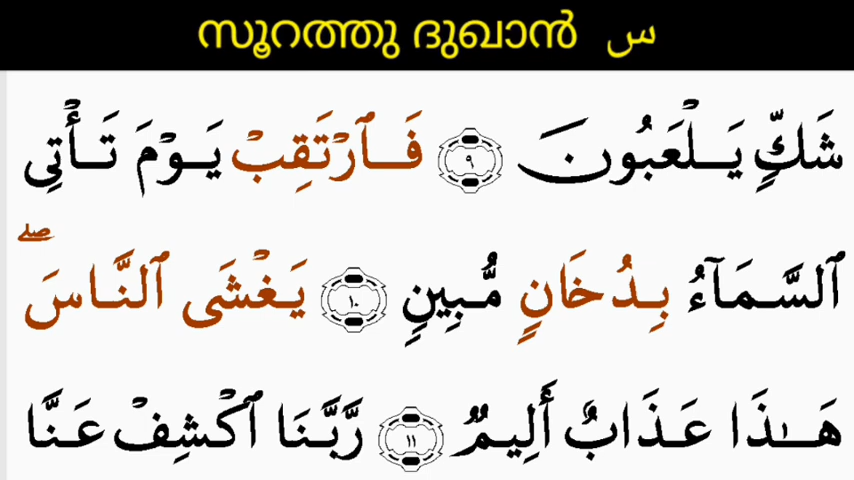 സൂറത്തു ദുഖാൻ س
شَكٍّ يَلْعَبُونَ ٩ فَٱرْتَقِبْ يَوْمَ تَأْتِى
ٱلسَّمَآءُ بِدُخَانٍ مُّبِينٍ ١٠ يَغْشَى ٱلنَّاسَ ۖ
هَـٰذَا عَذَابٌ أَلِيمٌ ١١ رَّبَّنَا ٱكْشِفْ عَنَّا